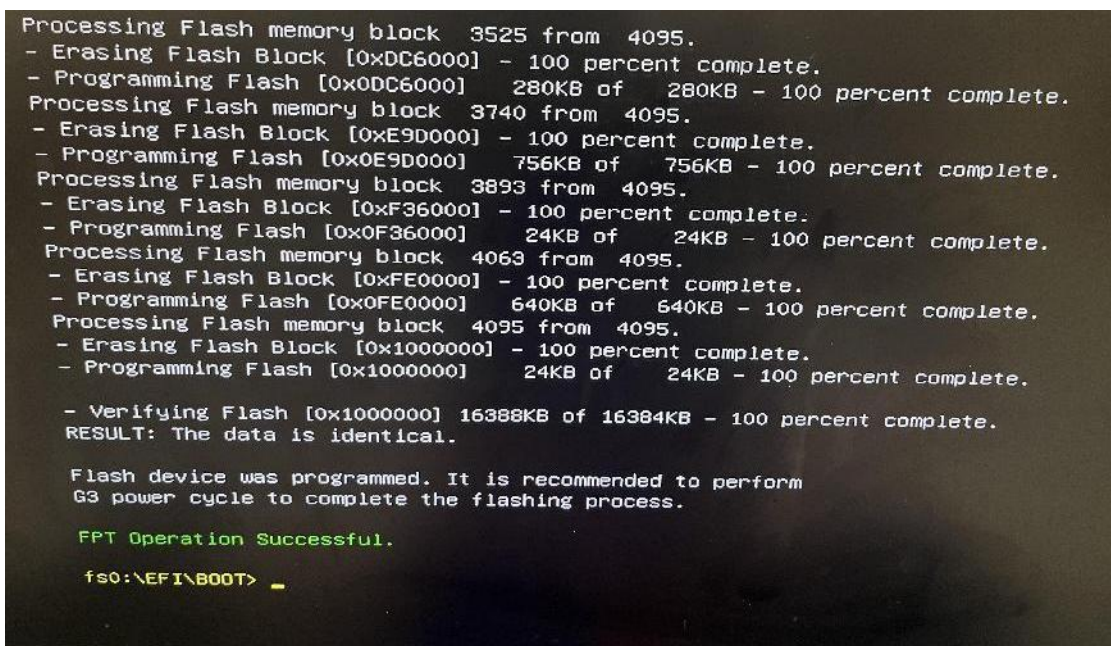 Processing Flash memory block 3525 from 4095.
- Erasing Flash Block [0xDC6000] - 100 percent complete.
- Programming Flash [0x0DC6000] 280KB of 280KB - 100 percent complete.
Processing Flash memory block 3740 from 4095.
- Erasing Flash Block [0xE9D000] - 100 percent complete.
- Programming Flash [0x0E9D000] 756KB of 756KB - 100 percent complete.
Processing Flash memory block 3893 from 4095.
- Erasing Flash Block [0xF36000] - 100 percent complete.
- Programming Flash [0x0F36000] 24KB of 24KB - 100 percent complete.
Processing Flash memory block 4063 from 4095.
- Erasing Flash Block [0xFE0000] - 100 percent complete.
- Programming Flash [0x0FE0000] 640KB of 640KB - 100 percent complete.
Processing Flash memory block 4095 from 4095.
- Erasing Flash Block [0x1000000] - 100 percent complete.
- Programming Flash [0x1000000] 24KB of 24KB - 100 percent complete.
- Verifying Flash [0x1000000] 16388KB of 16384KB - 100 percent complete.
RESULT: The data is identical.
Flash device was programmed. It is recommended to perform
G3 power cycle to complete the flashing process.
FPT Operation Successful.
fs0:\EFI\BOOT> _